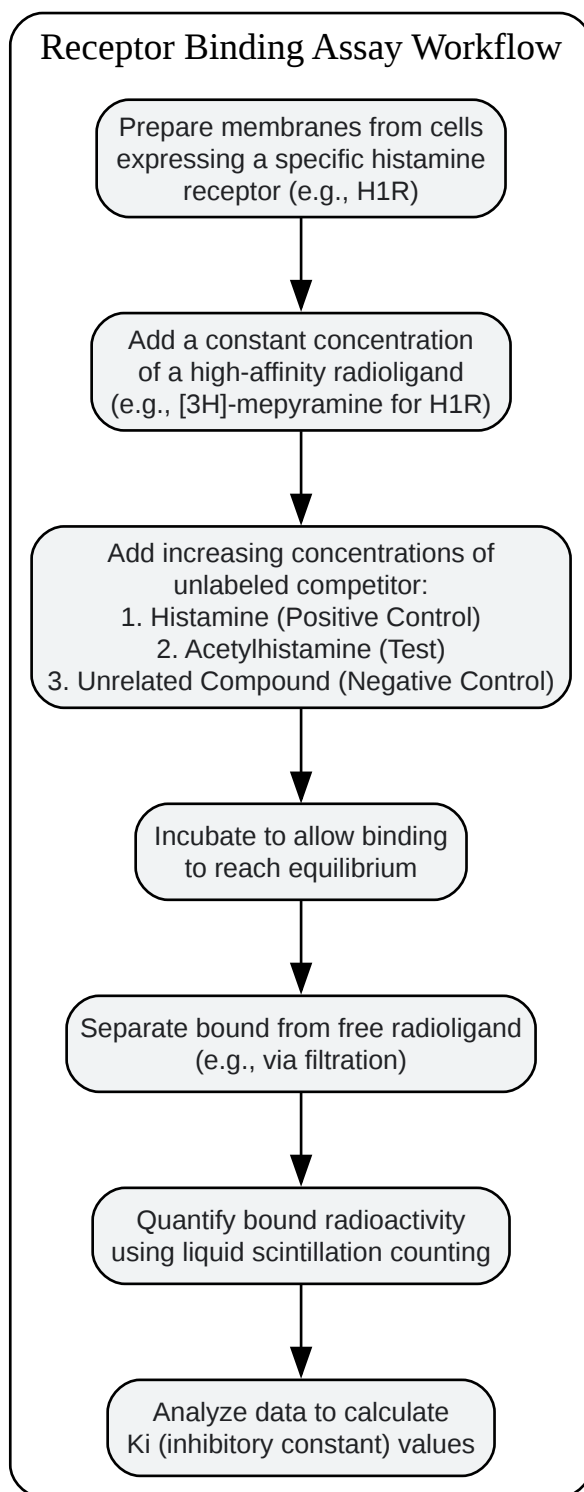 Receptor Binding Assay Workflow
Prepare membranes from cells
expressing a specific histamine
receptor (e.g., H1R)
Add a constant concentration
of a high-affinity radioligand
(e.g., [3H]-mepyramine for H1R)
Add increasing concentrations of
unlabeled competitor:
1. Histamine (Positive Control)
2. Acetylhistamine (Test)
3. Unrelated Compound (Negative Control)
Incubate to allow binding
to reach equilibrium
Separate bound from free radioligand
(e.g., via filtration)
Quantify bound radioactivity
using liquid scintillation counting
Analyze data to calculate
Ki (inhibitory constant) values